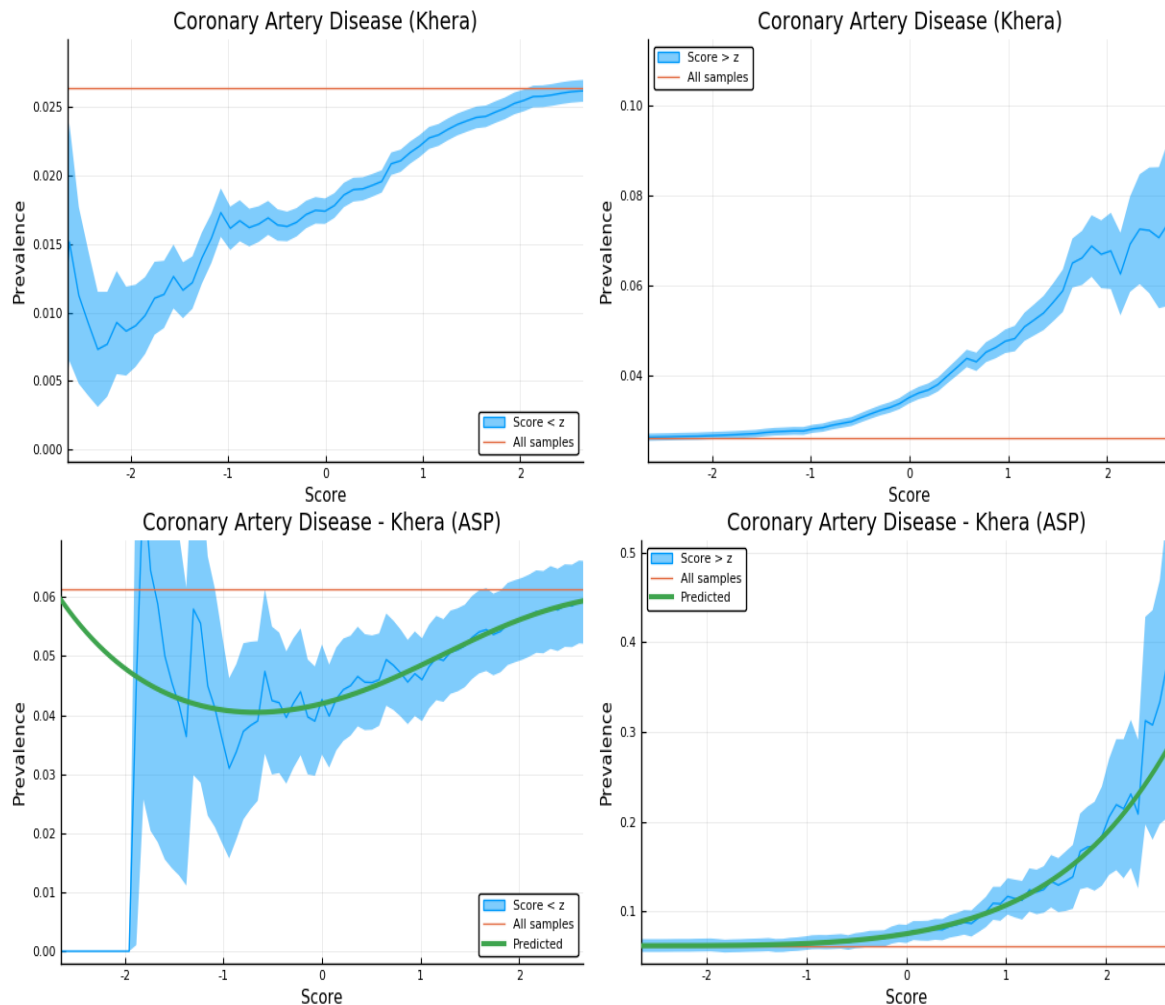 Coronary Artery Disease (Khera)
Prevalence
0.025
0.020
0.015
0.010
0.005
0.000
Score < z
All samples
-2
-1
0
1
2
Score
Coronary Artery Disease (Khera)
Prevalence
0.10
0.08
0.06
0.04
Score > z
All samples
-2
-1
0
1
2
Score
Coronary Artery Disease - Khera (ASP)
Prevalence
0.06
0.05
0.04
0.03
0.02
0.01
0.00
Score < z
All samples
Predicted
-2
-1
0
1
2
Score
Coronary Artery Disease - Khera (ASP)
Prevalence
0.5
0.4
0.3
0.2
0.1
Score > z
All samples
Predicted
-2
-1
0
1
2
Score